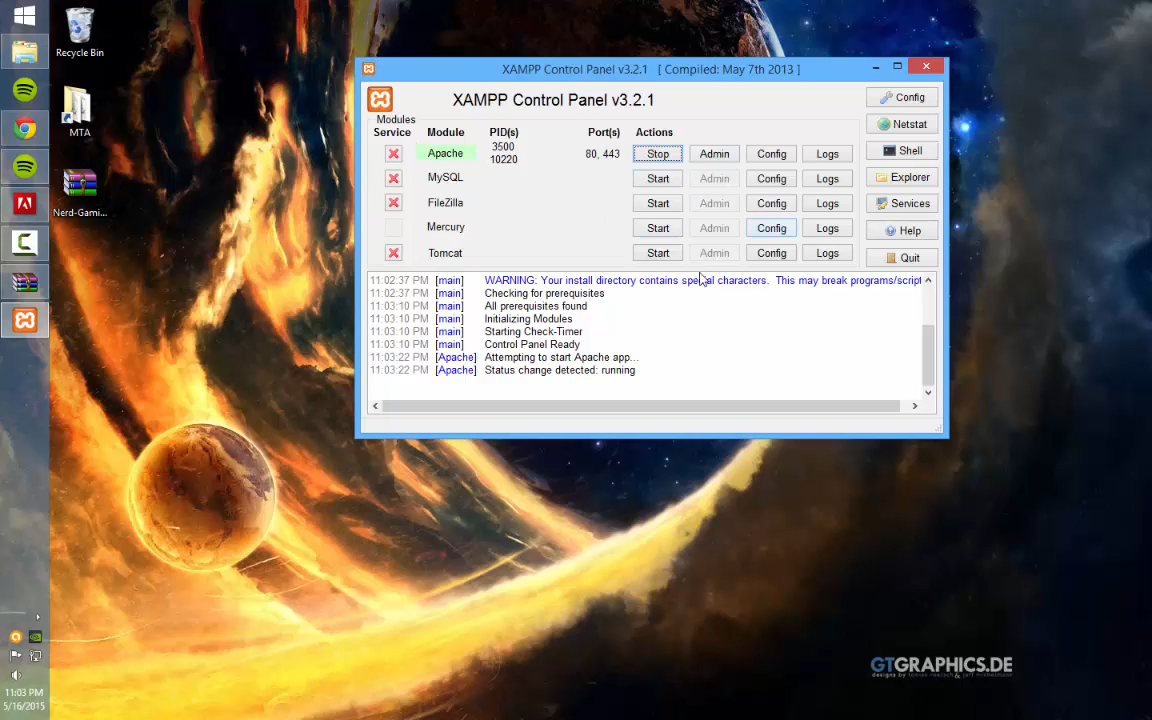 Recycle Bin
MTA
Nerd-Gami...
XAMPP Control Panel v3.2.1 [ Compiled: May 7th 2013 ]
XAMPP Control Panel v3.2.1
Config
Modules
Service Module PID(s) Port(s) Actions
Netstat
Apache 3500 10220 80, 443 Stop Admin Config Logs
Shell
MySQL Start Admin Config Logs
Explorer
FileZilla Start Admin Config Logs
Services
Mercury Start Admin Config Logs
Help
Tomcat Start Admin Config Logs
Quit
11:02:37 PM [main] WARNING: Your install directory contains special characters. This may break programs/script
11:02:37 PM [main] Checking for prerequisites
11:03:10 PM [main] All prerequisites found
11:03:10 PM [main] Initializing Modules
11:03:10 PM [main] Starting Check-Timer
11:03:10 PM [main] Control Panel Ready
11:03:22 PM [Apache] Attempting to start Apache app...
11:03:22 PM [Apache] Status change detected: running
11:03 PM
5/16/2015
GTGRAPHICS.DE